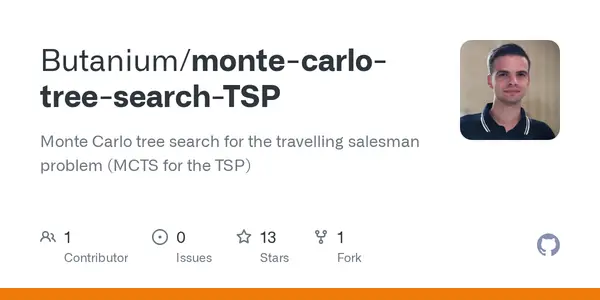 Butanium/monte-carlo-
tree-search-TSP
Monte Carlo tree search for the travelling salesman
problem (MCTS for the TSP)
1 0 13 1
Contributor Issues Stars Fork